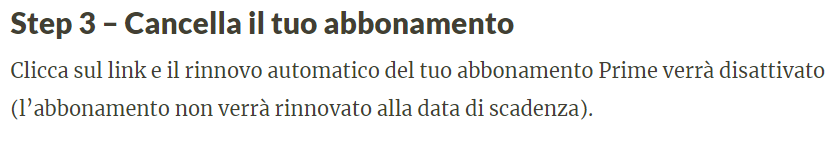 Step 3 – Cancella il tuo abbonamento
Clicca sul link e il rinnovo automatico del tuo abbonamento Prime verrà disattivato
(l’abbonamento non verrà rinnovato alla data di scadenza).